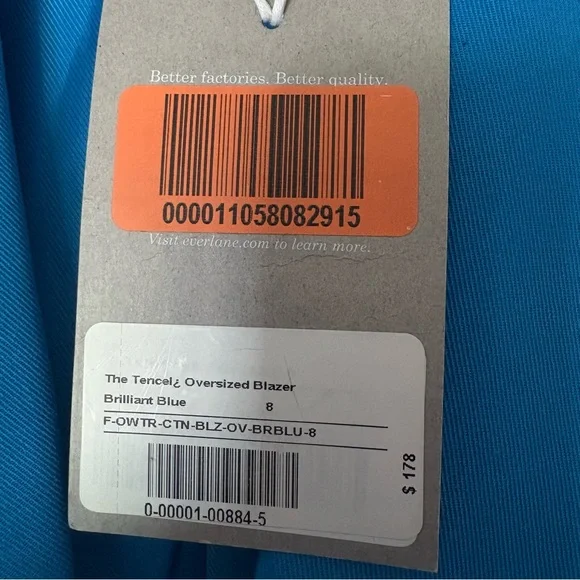 Better factories. Better quality.
000011058082915
Visit everlane.com to learn more.
The Tencel¿ Oversized Blazer
Brilliant Blue 8
F-OWTR-CTN-BLZ-OV-BRBLU-8
0-00001-00884-5
$ 178